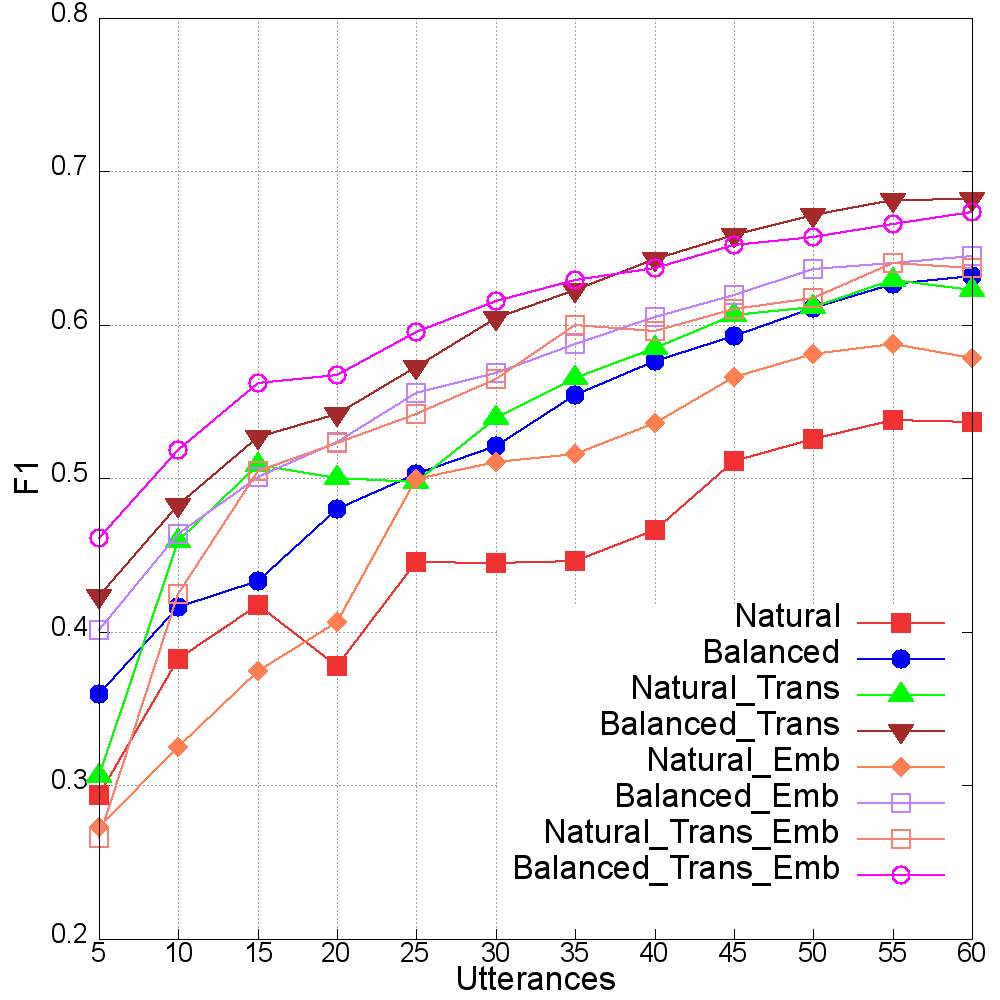 0.8
0.7
0.6
0.5
0.4
0.3
0.2
F1
Natural
Balanced
Natural_Trans
Balanced_Trans
Natural_Emb
Balanced_Emb
Natural_Trans_Emb
Balanced_Trans_Emb
5 10 15 20 25 30 35 40 45 50 55 60
Utterances